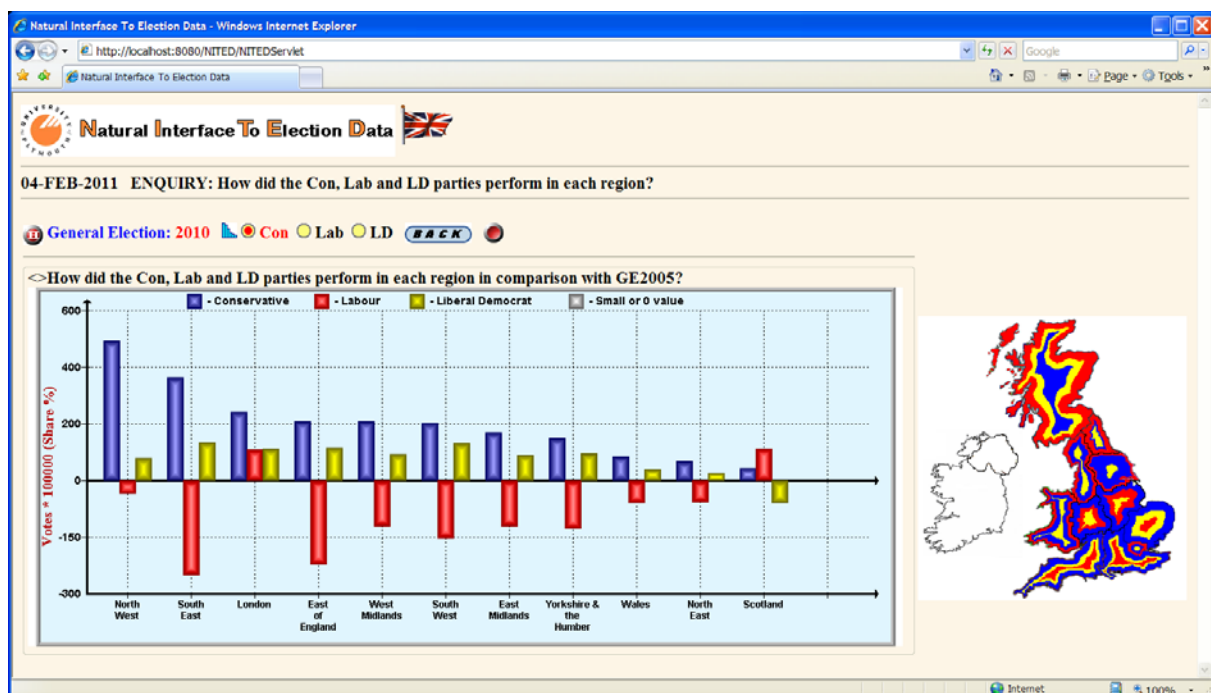 Natural Interface To Election Data - Windows Internet Explorer
http://localhost:8080/NITED/NITEDServlet
Google
Natural Interface To Election Data
Page
Tools
»
UNIVERSITY
PLYMOUTH
Natural Interface To Election Data
04-FEB-2011 ENQUIRY: How did the Con, Lab and LD parties perform in each region?
H General Election: 2010 Con Lab LD BACK
<>How did the Con, Lab and LD parties perform in each region in comparison with GE2005?
- Conservative - Labour - Liberal Democrat - Small or 0 value
Votes * 100000 (Share %)
600
400
200
0
-150
-300
North West
South East
London
East of England
West Midlands
South West
East Midlands
Yorkshire & the Humber
Wales
North East
Scotland
Internet
100%